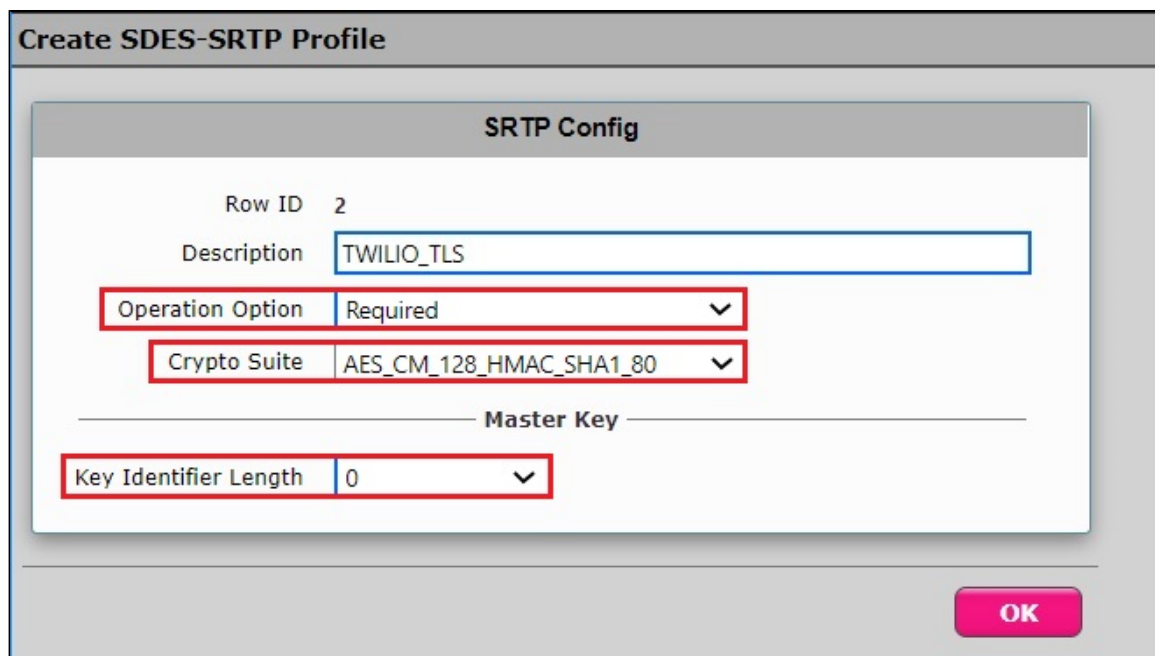 Create SDES-SRTP Profile
SRTP Config
Row ID 2
Description TWILIO_TLS
Operation Option Required
Crypto Suite AES_CM_128_HMAC_SHA1_80
Master Key
Key Identifier Length 0
OK